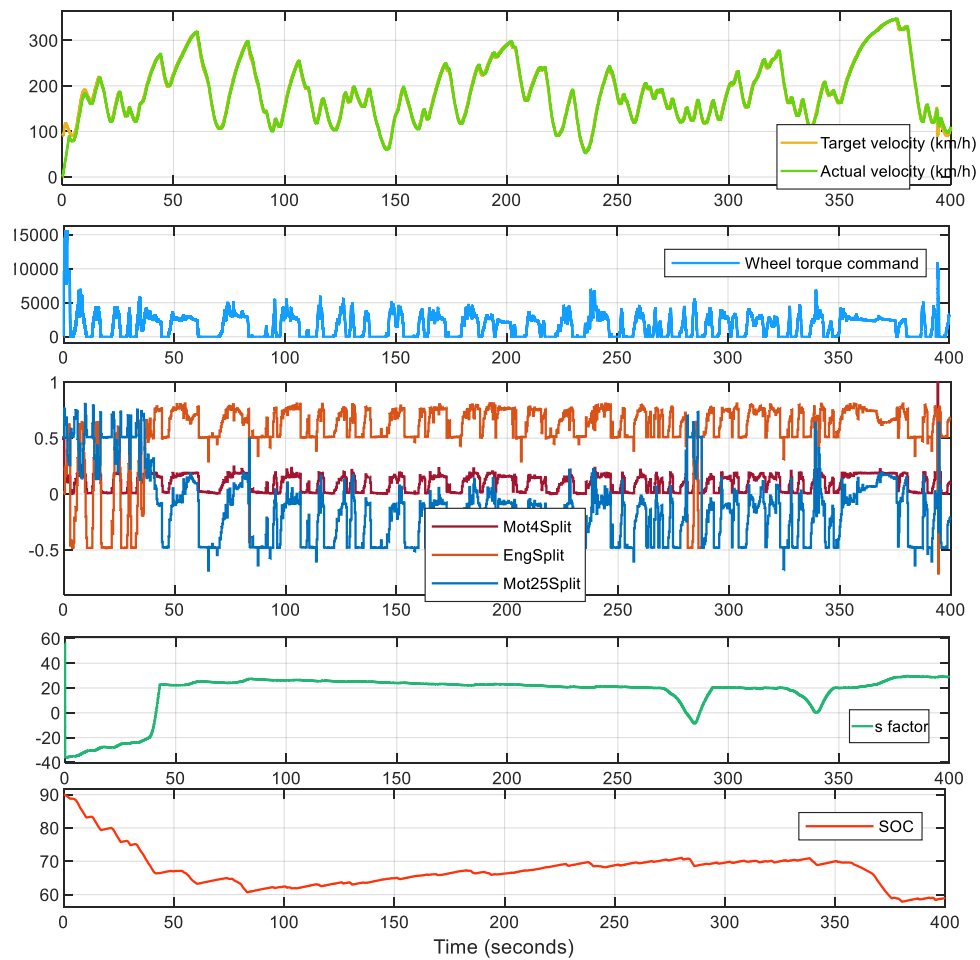 300
200
100
0
Target velocity (km/h)
Actual velocity (km/h)
0 50 100 150 200 250 300 350 400
15000
10000
5000
0
Wheel torque command
0 50 100 150 200 250 300 350 400
1
0.5
0
-0.5
Mot4Split
EngSplit
Mot25Split
0 50 100 150 200 250 300 350 400
60
40
20
0
-20
-40
s factor
0 50 100 150 200 250 300 350 400
90
80
70
60
SOC
0 50 100 150 200 250 300 350 400
Time (seconds)